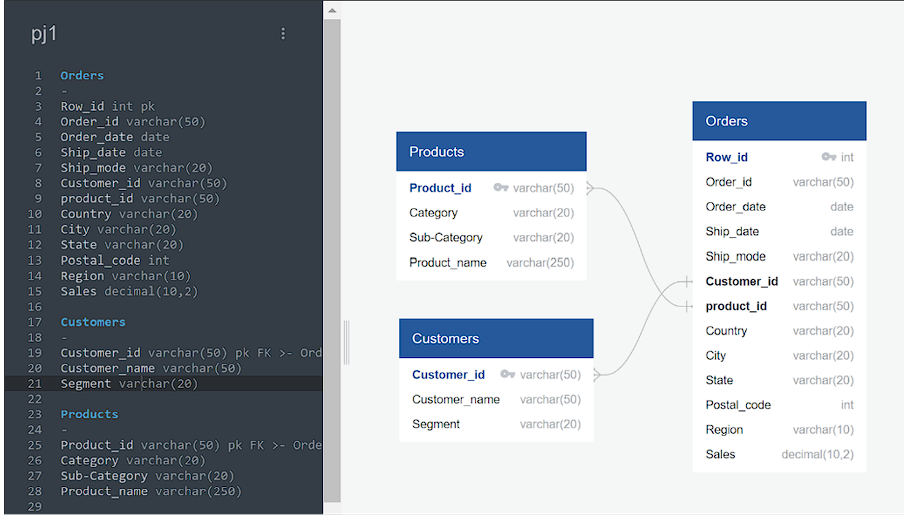 pj1
1 Orders
2 -
3 Row_id int pk
4 Order_id varchar(50)
5 Order_date date
6 Ship_date date
7 Ship_mode varchar(20)
8 Customer_id varchar(50)
9 product_id varchar(50)
10 Country varchar(20)
11 City varchar(20)
12 State varchar(20)
13 Postal_code int
14 Region varchar(10)
15 Sales decimal(10,2)
16
17 Customers
18 -
19 Customer_id varchar(50) pk FK >- Ord
20 Customer_name varchar(50)
21 Segment varchar(20)
22
23 Products
24 -
25 Product_id varchar(50) pk FK >- Orde
26 Category varchar(20)
27 Sub-Category varchar(20)
28 Product_name varchar(250)
29
Products
Product_id varchar(50)
Category varchar(20)
Sub-Category varchar(20)
Product_name varchar(250)
Customers
Customer_id varchar(50)
Customer_name varchar(50)
Segment varchar(20)
Orders
Row_id int
Order_id varchar(50)
Order_date date
Ship_date date
Ship_mode varchar(20)
Customer_id varchar(50)
product_id varchar(50)
Country varchar(20)
City varchar(20)
State varchar(20)
Postal_code int
Region varchar(10)
Sales decimal(10,2)